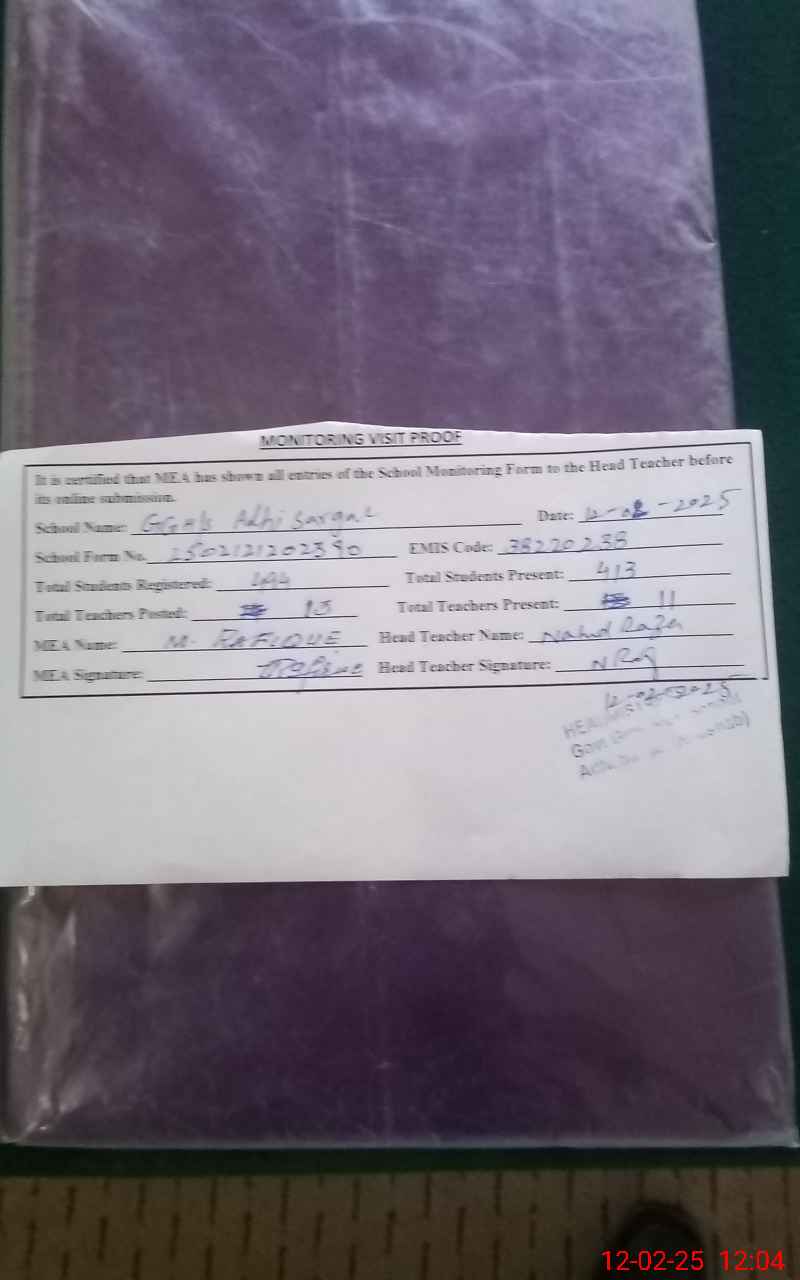 MONITORING VISIT PROOF
It is certified that MEA has shown all entries of the School Monitoring Form to the Head Teacher before
its online submission.
School Name: GGHS Adhi Sargal Date: 12-02-2025
School Form No. 2502121202390 EMIS Code: 38220238
Total Students Registered: 494 Total Students Present: 413
Total Teachers Posted: 13 Total Teachers Present: 11
MEA Name: M. RAFIQUE Head Teacher Name: Nahid Raza
MEA Signature: Head Teacher Signature:
12-02-2025
12-02-25 12:04